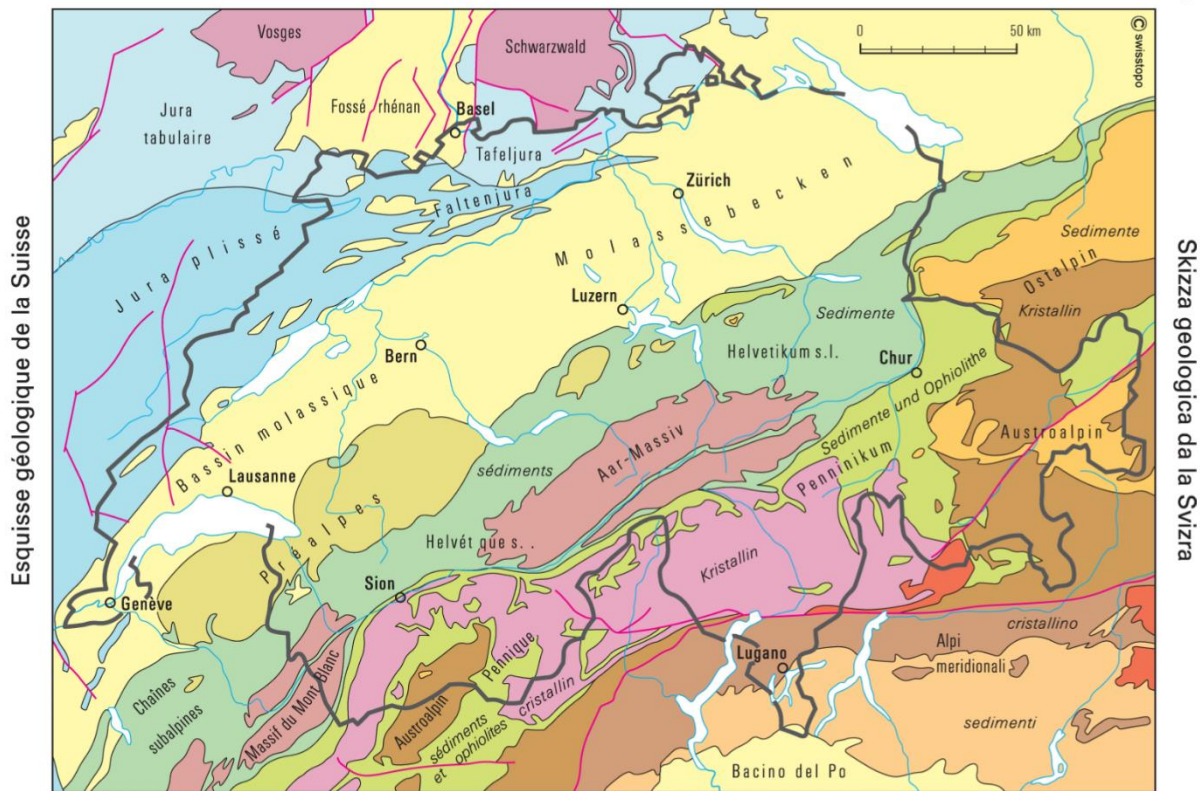 Esquisse géologique de la Suisse
Skizza geologica da la Svizra
© swisstopo
0
50 km
Vosges
Schwarzwald
Jura
tabulaire
Fossé rhénan
Basel
Tafeljura
Faltenjura
Zürich
Molassebecken
Jura plissé
Luzern
Sedimente
Ostalpin
Kristallin
Sedimente
Helvetikum s.l.
Chur
Bern
Bassin molassique
Lausanne
Préalpes
sédiments
Aar-Massiv
Sedimente und Ophiolithe
Penninikum
Austroalpin
Helvét que s. .
Sion
Kristallin
Genève
Pennique
cristallin
Lugano
Alpi
meridionali
cristallino
Chaînes
subalpines
Massif du Mont Blanc
Austroalpin
sédiments
et ophiolites
sedimenti
Bacino del Po